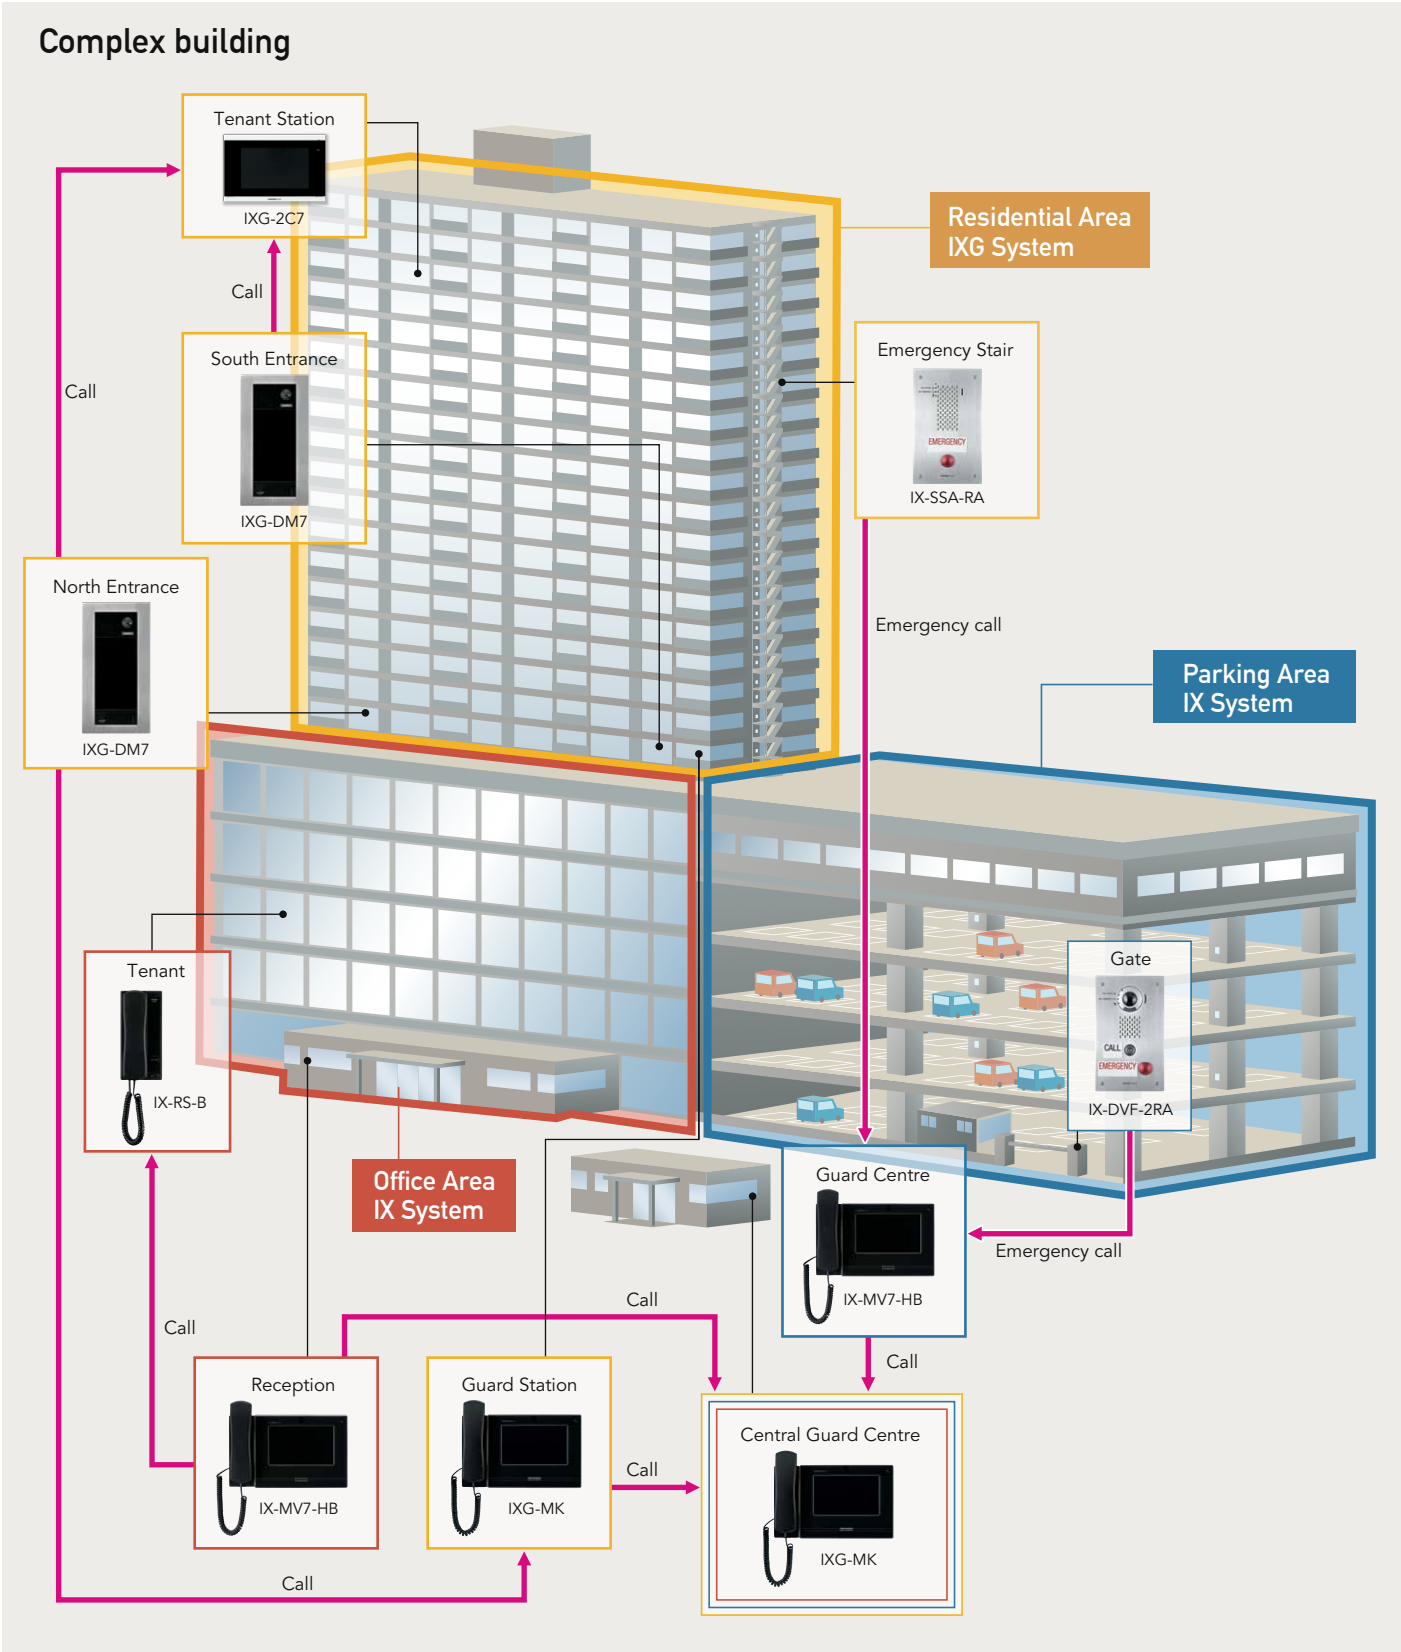 Complex building
Tenant Station
IXG-2C7
Residential Area
IXG System
Call
South Entrance
IXG-DM7
Emergency Stair
EMERGENCY
IX-SSA-RA
Call
North Entrance
IXG-DM7
Emergency call
Parking Area
IX System
Tenant
IX-RS-B
Gate
CALL
EMERGENCY
IX-DVF-2RA
Office Area
IX System
Guard Centre
IX-MV7-HB
Emergency call
Call
Call
Call
Reception
IX-MV7-HB
Guard Station
IXG-MK
Call
Central Guard Centre
IXG-MK
Call